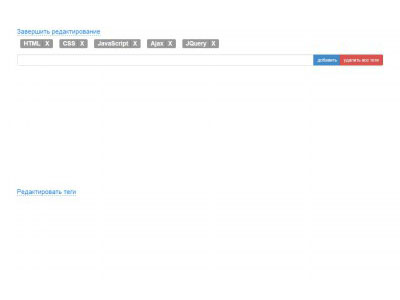 Завершить редактирование
HTML X CSS X JavaScript X Ajax X JQuery X
добавить удалить все теги
Редактировать теги